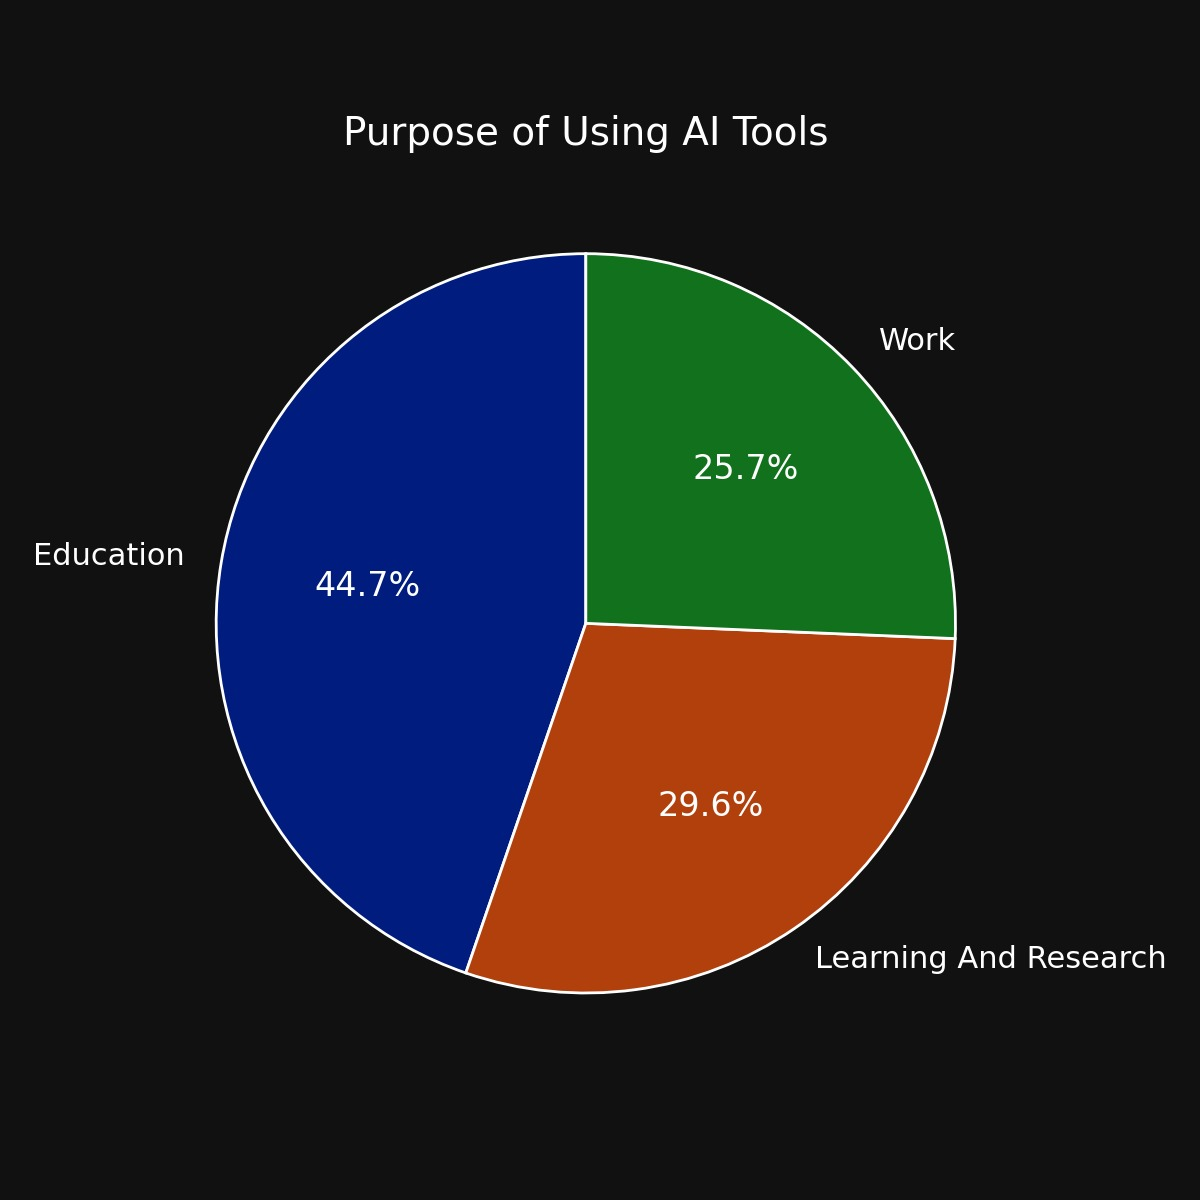 Purpose of Using AI Tools
Work
25.7%
Education
44.7%
29.6%
Learning And Research